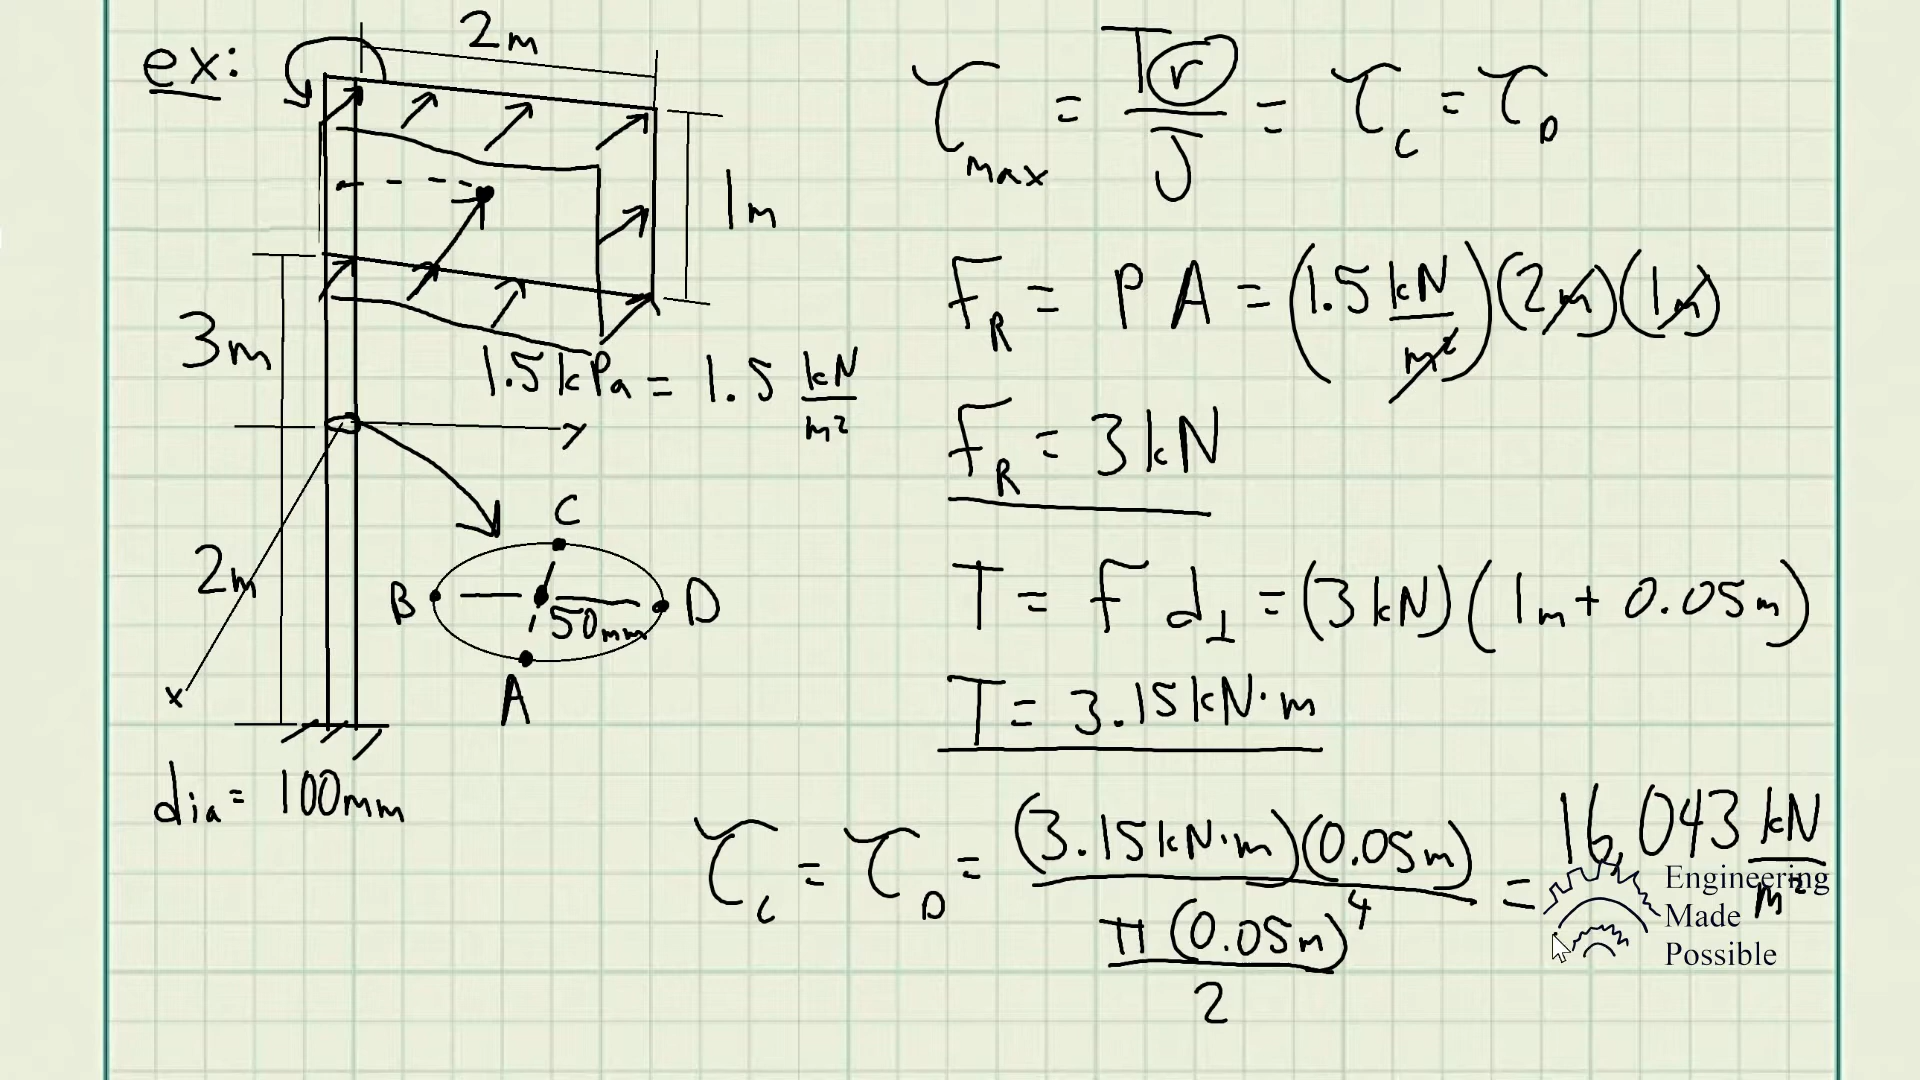 ex:
2m
1m
3m
1.5 kPa = 1.5 kN/m²
y
2m
x
C
B
50mm
D
A
dia = 100mm
τmax = Tr/J = τC = τD
FR = PA = (1.5 kN/m²)(2m)(1m)
FR = 3kN
T = F d⊥ = (3kN)(1m + 0.05m)
T = 3.15kN·m
τC = τD = (3.15kN·m)(0.05m) / (π(0.05m)⁴/2) = 16,043 kN/m²
Engineering
Made
Possible